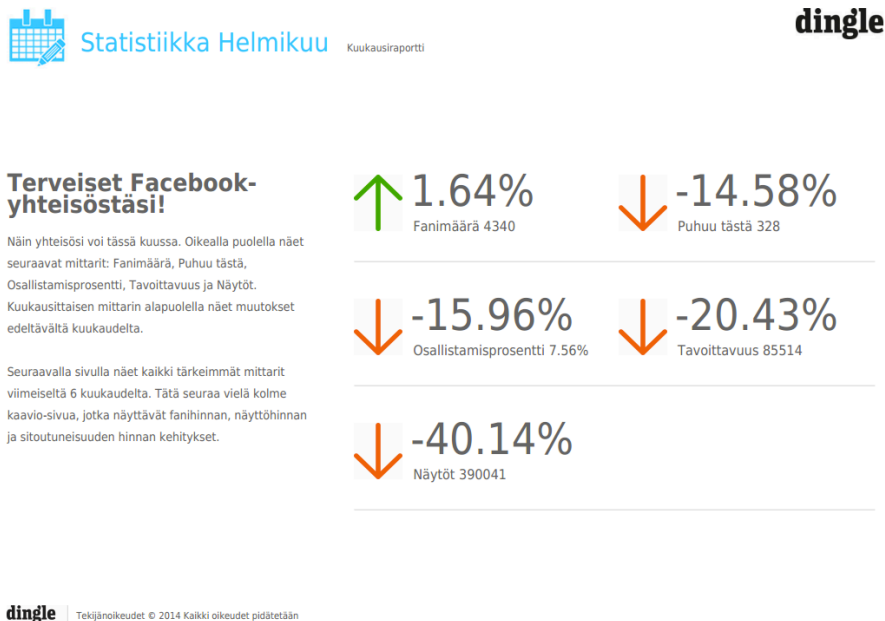 Statistiikka Helmikuu Kuukausiraportti
dingle
Terveiset Facebook-
yhteisöstäsi!
Näin yhteisösi voi tässä kuussa. Oikealla puolella näet
seuraavat mittarit: Fanimäärä, Puhuu tästä,
Osallistamisprosentti, Tavoittavuus ja Näytöt.
Kuukausittaisen mittarin alapuolella näet muutokset
edeltävältä kuukaudelta.
Seuraavalla sivulla näet kaikki tärkeimmät mittarit
viimeiseltä 6 kuukaudelta. Tätä seuraa vielä kolme
kaavio-sivua, jotka näyttävät fanihinnan, näyttöhinnan
ja sitoutuneisuuden hinnan kehitykset.
1.64%
Fanimäärä 4340
-14.58%
Puhuu tästä 328
-15.96%
Osallistamisprosentti 7.56%
-20.43%
Tavoittavuus 85514
-40.14%
Näytöt 390041
dingle
Tekijänoikeudet © 2014 Kaikki oikeudet pidätetään